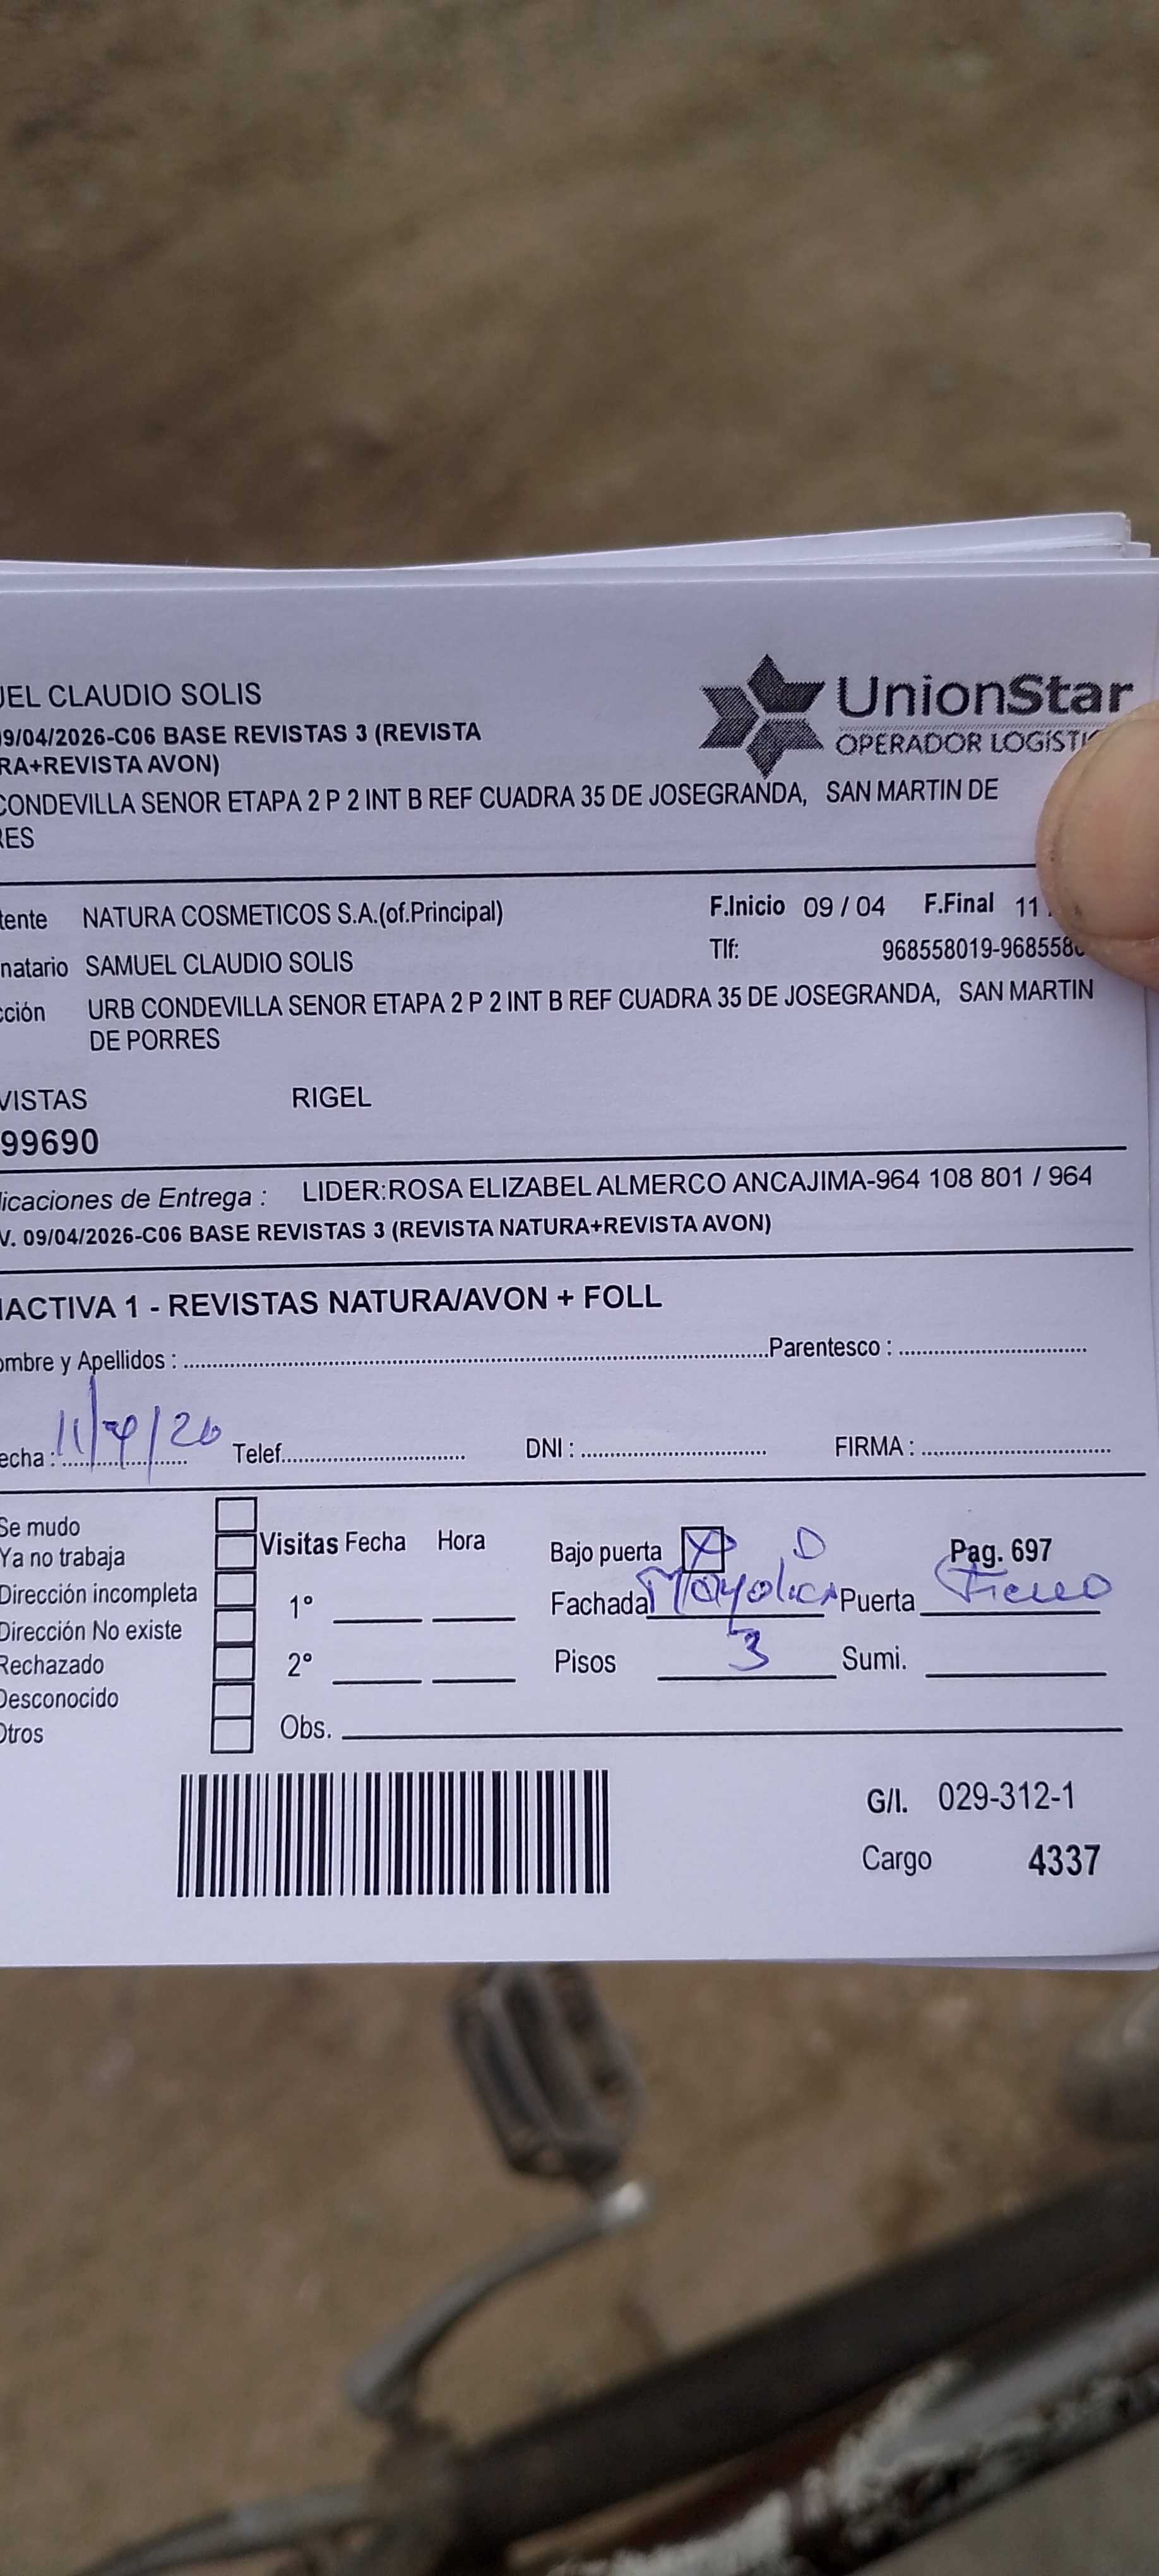 UEL CLAUDIO SOLIS
UnionStar
OPERADOR LOGÍSTI
09/04/2026-C06 BASE REVISTAS 3 (REVISTA
RA+REVISTA AVON)
CONDEVILLA SENOR ETAPA 2 P 2 INT B REF CUADRA 35 DE JOSEGRANDA, SAN MARTIN DE
RES
tente NATURA COSMETICOS S.A.(of.Principal) F.Inicio 09 / 04 F.Final 11
natario SAMUEL CLAUDIO SOLIS Tlf: 968558019-968558
cción URB CONDEVILLA SENOR ETAPA 2 P 2 INT B REF CUADRA 35 DE JOSEGRANDA, SAN MARTIN
DE PORRES
VISTAS RIGEL
99690
licaciones de Entrega : LIDER:ROSA ELIZABEL ALMERCO ANCAJIMA-964 108 801 / 964
V. 09/04/2026-C06 BASE REVISTAS 3 (REVISTA NATURA+REVISTA AVON)
IACTIVA 1 - REVISTAS NATURA/AVON + FOLL
ombre y Apellidos : Parentesco :
echa : 11/4/26 Telef. DNI : FIRMA :
Se mudo
Ya no trabaja
Dirección incompleta
Dirección No existe
Rechazado
Desconocido
Otros
Visitas Fecha Hora
1°
2°
Obs.
Bajo puerta X D Pag. 697
Fachada Mayolica Puerta Fierro
Pisos 3 Sumi.
G/I. 029-312-1
Cargo 4337